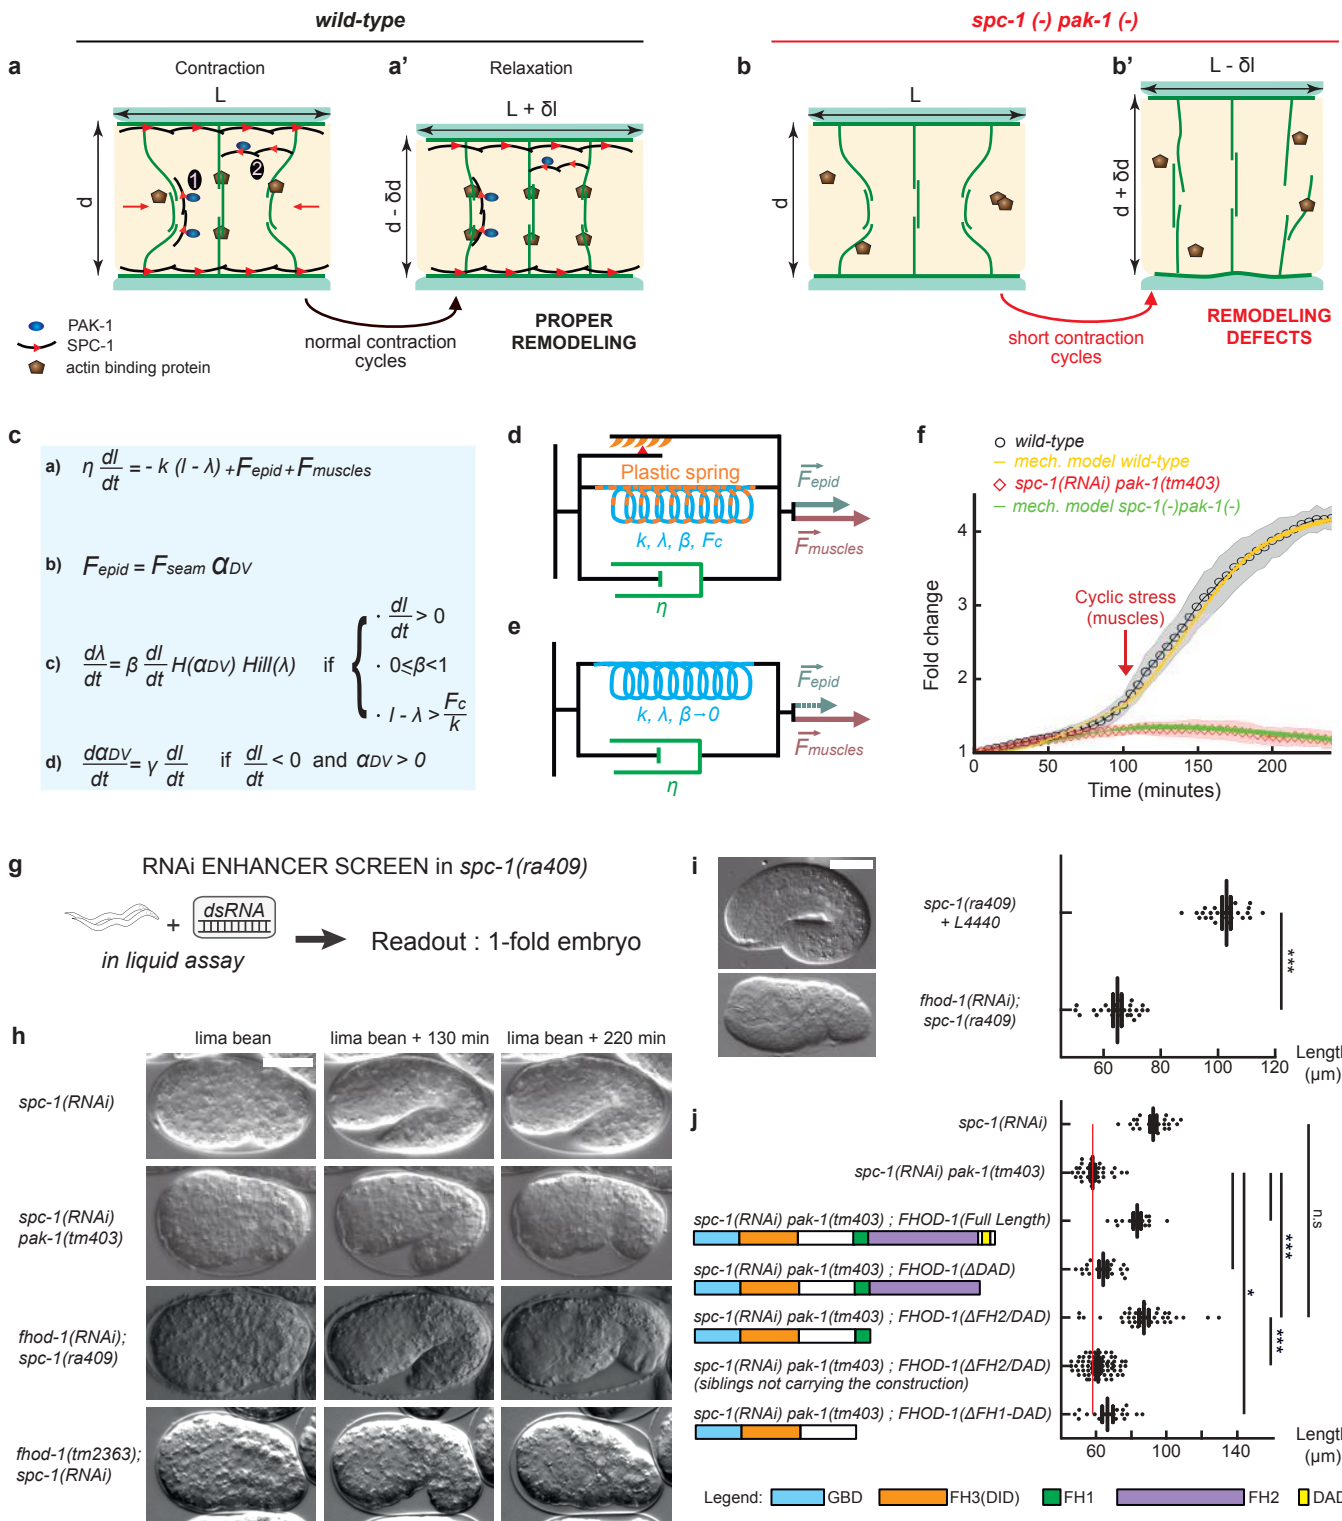 wild-type
spc-1 (-) pak-1 (-)
a
Contraction
L
d
1
2
a’
Relaxation
L + δl
d - δd
b
L
d
b’
L - δl
d + δd
normal contraction
cycles
PROPER
REMODELING
short contraction
cycles
REMODELING
DEFECTS
PAK-1
SPC-1
actin binding protein
c
a) η dl/dt = - k (l - λ) + Fepid + Fmuscles
b) Fepid = Fseam αDV
c) dλ/dt = β dl/dt H(αDV) Hill(λ) if { · dl/dt > 0
· 0≤β<1
· l - λ > Fc/k
d) dαDV/dt = γ dl/dt if dl/dt < 0 and αDV > 0
d
Plastic spring
k, λ, β, Fc
η
Fepid
Fmuscles
e
k, λ, β→0
η
Fepid
Fmuscles
f
wild-type
mech. model wild-type
spc-1(RNAi) pak-1(tm403)
mech. model spc-1(-)pak-1(-)
Fold change
4
3
2
1
Cyclic stress
(muscles)
0 50 100 150 200
Time (minutes)
g
RNAi ENHANCER SCREEN in spc-1(ra409)
+
dsRNA
in liquid assay
Readout : 1-fold embryo
h
lima bean
lima bean + 130 min
lima bean + 220 min
spc-1(RNAi)
spc-1(RNAi)
pak-1(tm403)
fhod-1(RNAi);
spc-1(ra409)
fhod-1(tm2363);
spc-1(RNAi)
i
spc-1(ra409)
+ L4440
fhod-1(RNAi);
spc-1(ra409)
***
60 80 100 120
Length
(µm)
j
spc-1(RNAi)
spc-1(RNAi) pak-1(tm403)
spc-1(RNAi) pak-1(tm403) ; FHOD-1(Full Length)
spc-1(RNAi) pak-1(tm403) ; FHOD-1(ΔDAD)
spc-1(RNAi) pak-1(tm403) ; FHOD-1(ΔFH2/DAD)
spc-1(RNAi) pak-1(tm403) ; FHOD-1(ΔFH2/DAD)
(siblings not carrying the construction)
spc-1(RNAi) pak-1(tm403) ; FHOD-1(ΔFH1-DAD)
n.s
***
*
***
60 100 140
Length
(µm)
Legend: GBD FH3(DID) FH1 FH2 DAD